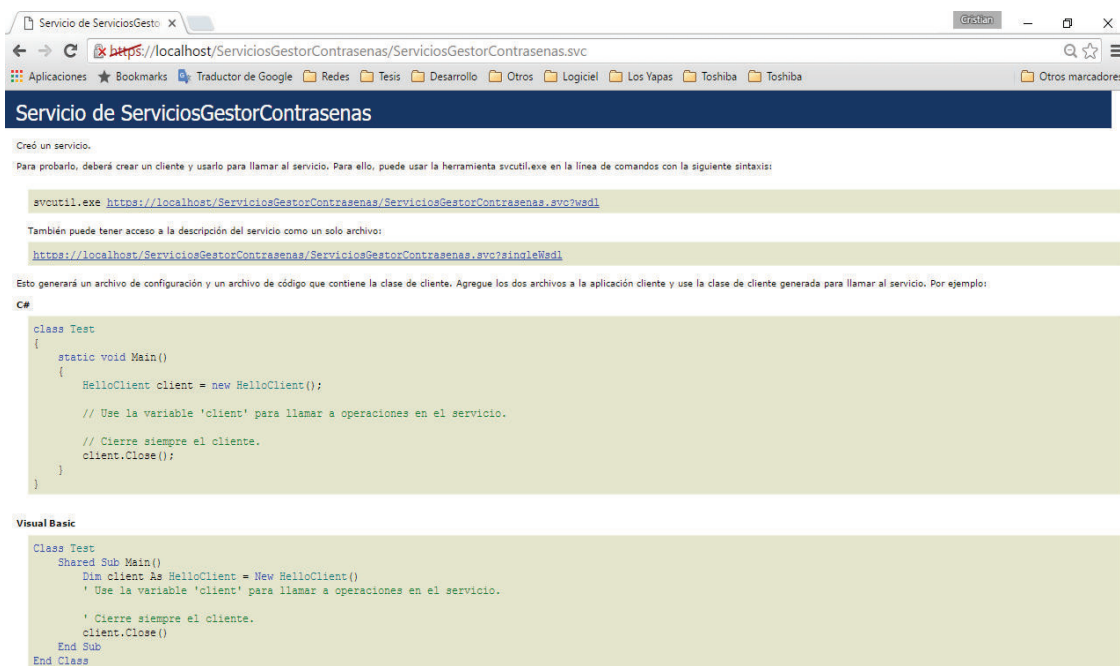 Servicio de ServiciosGesto
Cristian
https://localhost/ServiciosGestorContrasenas/ServiciosGestorContrasenas.svc
Aplicaciones Bookmarks Traductor de Google Redes Tesis Desarrollo Otros Logiciel Los Yapas Toshiba Toshiba Otros marcadores
Servicio de ServiciosGestorContrasenas
Creó un servicio.
Para probarlo, deberá crear un cliente y usarlo para llamar al servicio. Para ello, puede usar la herramienta svcutil.exe en la línea de comandos con la siguiente sintaxis:
svcutil.exe https://localhost/ServiciosGestorContrasenas/ServiciosGestorContrasenas.svc?wsdl
También puede tener acceso a la descripción del servicio como un solo archivo:
https://localhost/ServiciosGestorContrasenas/ServiciosGestorContrasenas.svc?singleWsdl
Esto generará un archivo de configuración y un archivo de código que contiene la clase de cliente. Agregue los dos archivos a la aplicación cliente y use la clase de cliente generada para llamar al servicio. Por ejemplo:
C#
class Test
{
static void Main()
{
HelloClient client = new HelloClient();
// Use la variable 'client' para llamar a operaciones en el servicio.
// Cierre siempre el cliente.
client.Close();
}
}
Visual Basic
Class Test
Shared Sub Main()
Dim client As HelloClient = New HelloClient()
' Use la variable 'client' para llamar a operaciones en el servicio.
' Cierre siempre el cliente.
client.Close()
End Sub
End Class